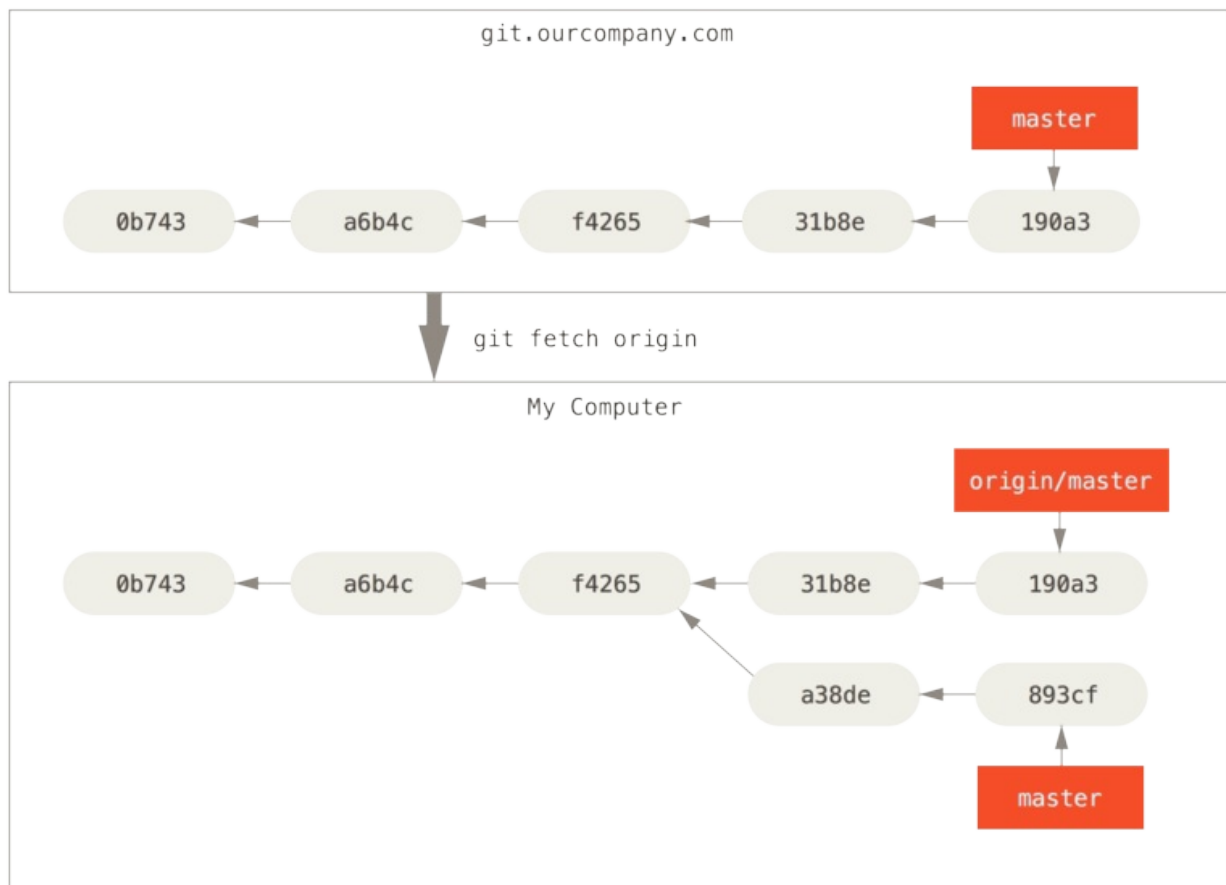 git.ourcompany.com
master
0b743 a6b4c f4265 31b8e 190a3
git fetch origin
My Computer
origin/master
0b743 a6b4c f4265 31b8e 190a3
a38de 893cf
master